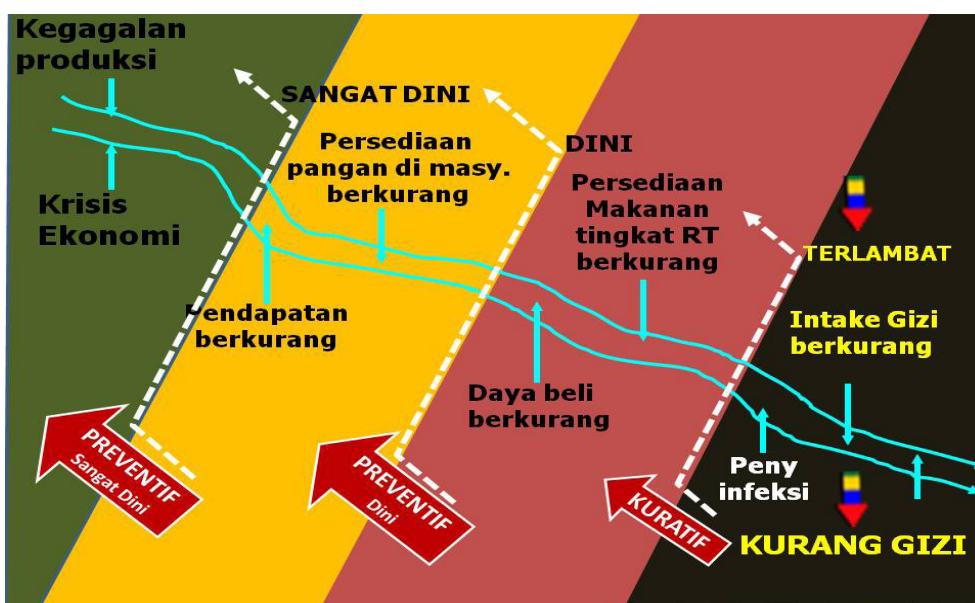 Kegagalan
produksi
Krisis
Ekonomi
SANGAT DINI
Persediaan
pangan di masy.
berkurang
Pendapatan
berkurang
DINI
Persediaan
Makanan
tingkat RT
berkurang
Daya beli
berkurang
TERLAMBAT
Intake Gizi
berkurang
Peny
infeksi
KURANG GIZI
PREVENTIF
Sangat Dini
PREVENTIF
Dini
KURATIF